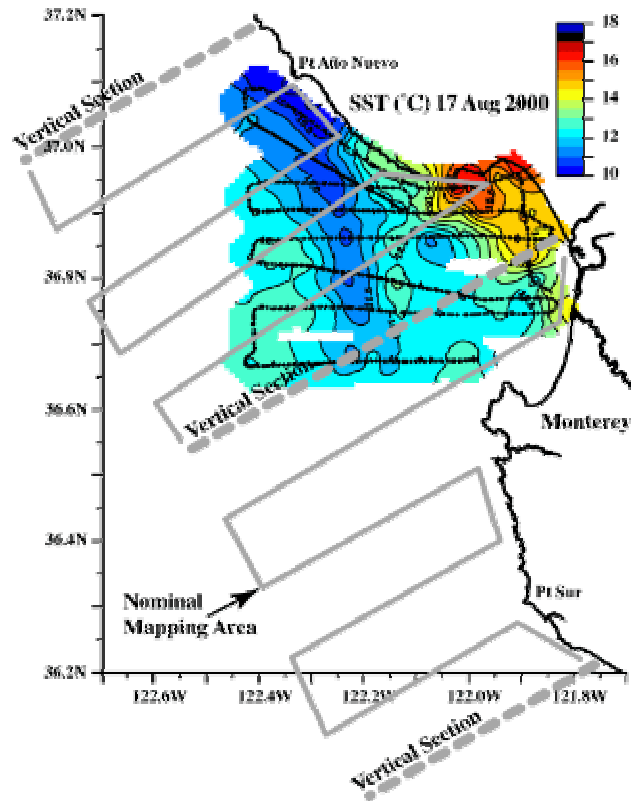 37.2N
18
Pt Año Nuevo
16
SST (°C) 17 Aug 2000
14
Vertical Section
12
37.0N
10
36.8N
Vertical Section
36.6N
Monterey
36.4N
Nominal
Mapping Area
Pt Sur
36.2N
122.6W
122.4W
122.2W
122.0W
121.8W
Vertical Section